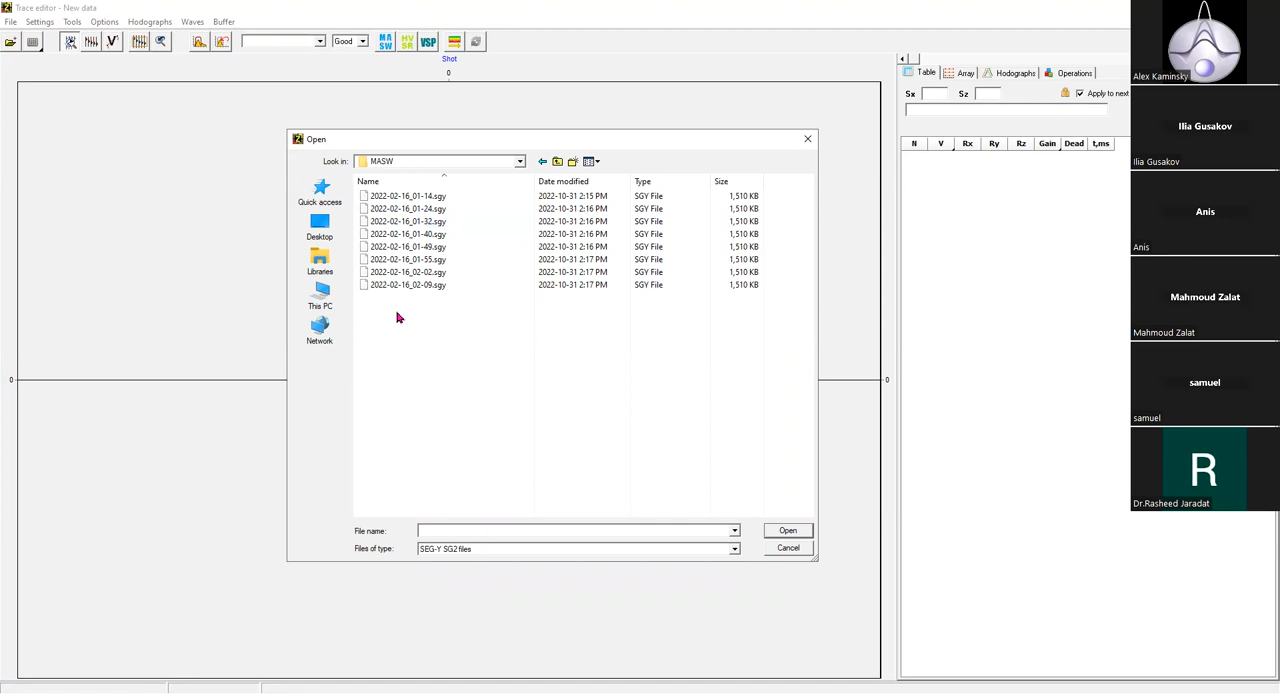 Trace editor - New data
File Settings Tools Options Hodographs Waves Buffer
Good MA SW HV SR VSP
Shot
0
0
0
Table Array Hodographs Operations
Sx Sz Apply to next
N V Rx Ry Rz Gain Dead t,ms
Open
Look in: MASW
Name Date modified Type Size
2022-02-16_01-14.sgy 2022-10-31 2:15 PM SGY File 1,510 KB
2022-02-16_01-24.sgy 2022-10-31 2:16 PM SGY File 1,510 KB
2022-02-16_01-32.sgy 2022-10-31 2:16 PM SGY File 1,510 KB
2022-02-16_01-40.sgy 2022-10-31 2:16 PM SGY File 1,510 KB
2022-02-16_01-49.sgy 2022-10-31 2:16 PM SGY File 1,510 KB
2022-02-16_01-55.sgy 2022-10-31 2:17 PM SGY File 1,510 KB
2022-02-16_02-02.sgy 2022-10-31 2:17 PM SGY File 1,510 KB
2022-02-16_02-09.sgy 2022-10-31 2:17 PM SGY File 1,510 KB
Quick access
Desktop
Libraries
This PC
Network
File name: Open
Files of type: SEG-Y SG2 files Cancel
Alex Kaminsky
Ilia Gusakov
Ilia Gusakov
Anis
Anis
Mahmoud Zalat
Mahmoud Zalat
samuel
samuel
R
Dr.Rasheed Jaradat